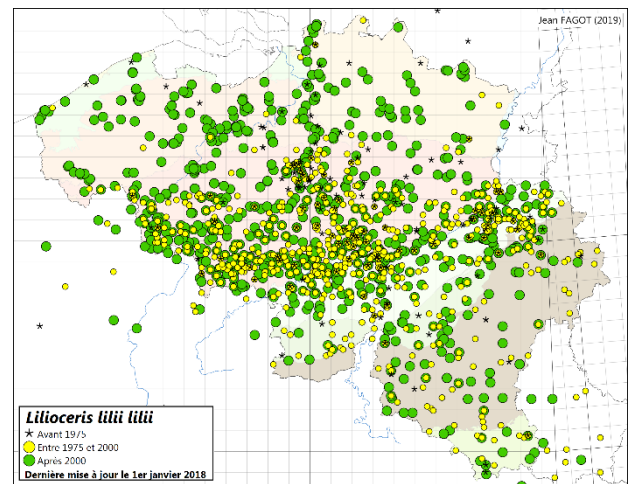 Jean FAGOT (2019)
Lilioceris lilii lilii
Avant 1975
Entre 1975 et 2000
Après 2000
Dernière mise à jour le 1er janvier 2018